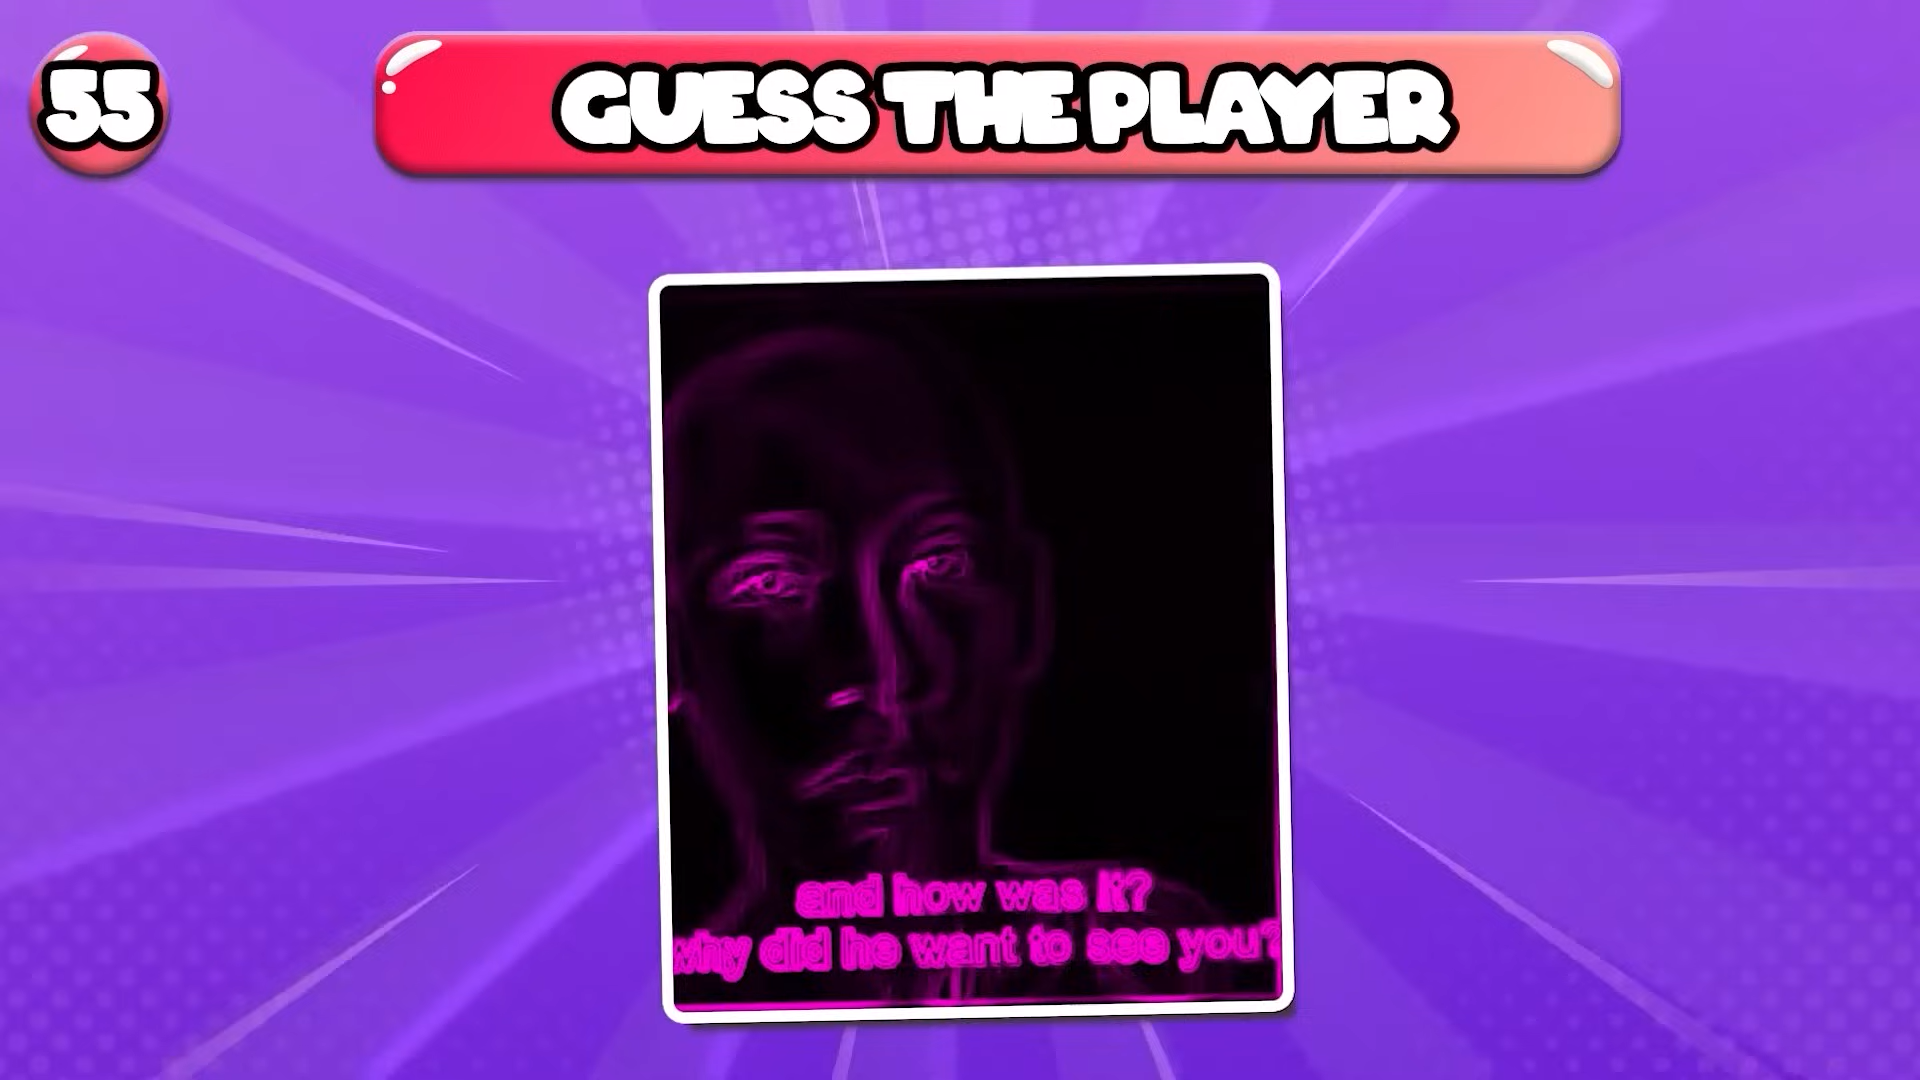 55
GUESS THE PLAYER
and how was it?
why did he want to see you?